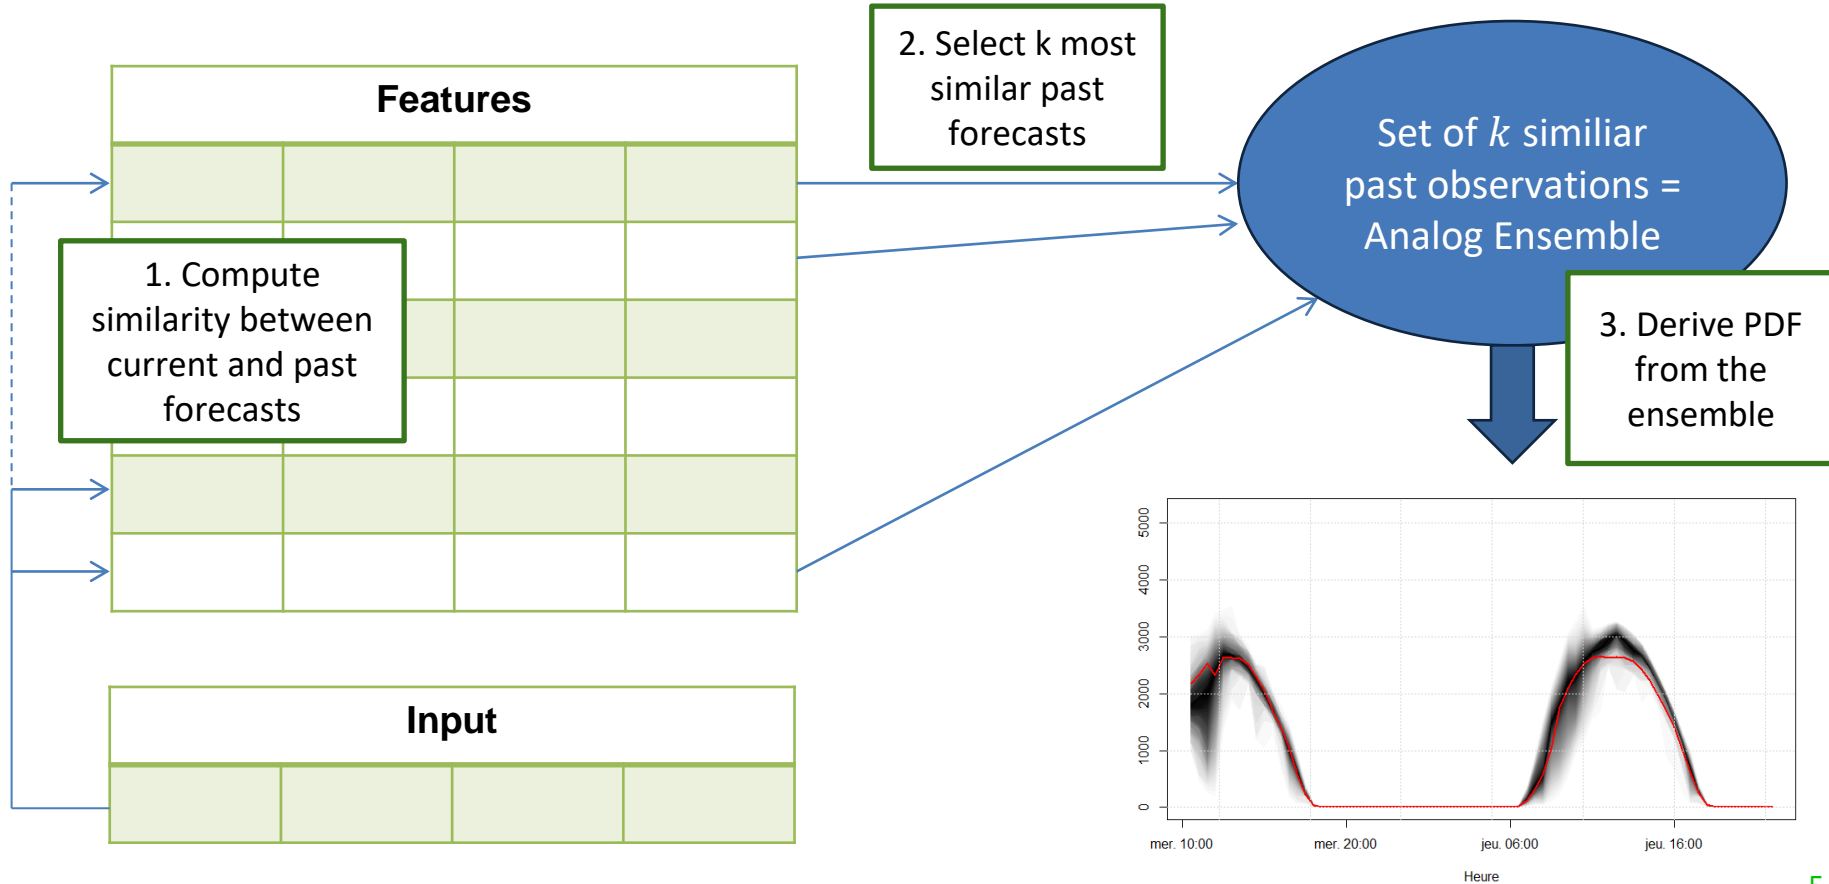 Features
1. Compute
similarity between
current and past
forecasts
Input
2. Select k most
similar past
forecasts
Set of k similiar
past observations =
Analog Ensemble
3. Derive PDF
from the
ensemble
5000
4000
3000
2000
1000
0
mer. 10:00 mer. 20:00 jeu. 06:00 jeu. 16:00
Heure